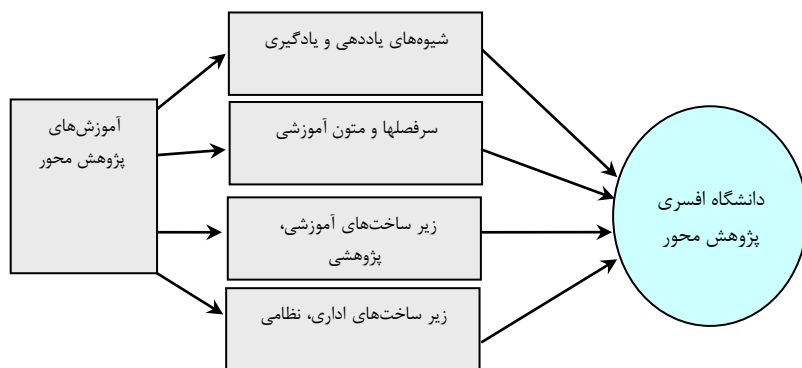 شیوه‌های یاددهی و یادگیری
آموزش‌های
پژوهش محور
سرفصلها و متون آموزشی
زیر ساخت‌های آموزشی،
پژوهشی
زیر ساخت‌های اداری، نظامی
دانشگاه افسری
پژوهش محور